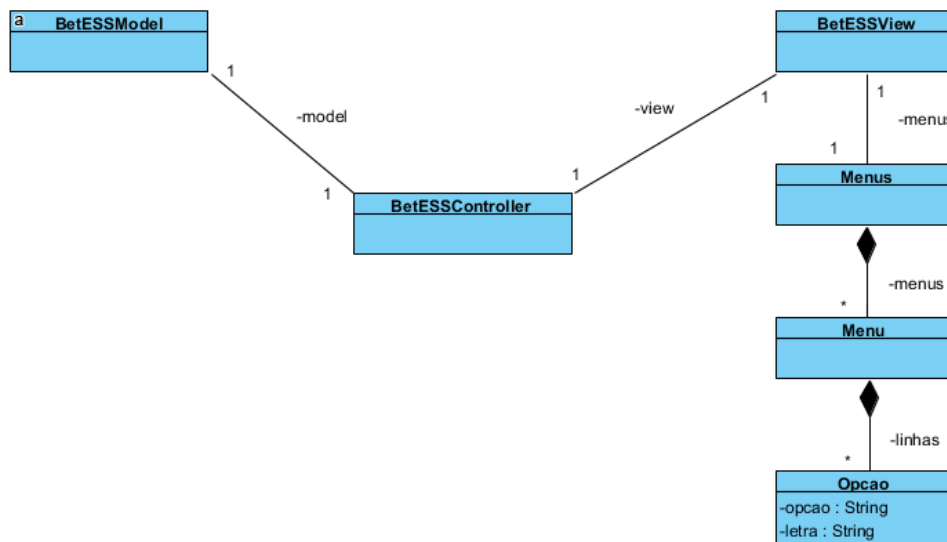 a
BetESSModel
BetESSView
1
1
1
-model
-view
-menus
1
1
1
BetESSController
Menus
-menus
*
Menu
-linhas
*
Opcao
-opcao : String
-letra : String